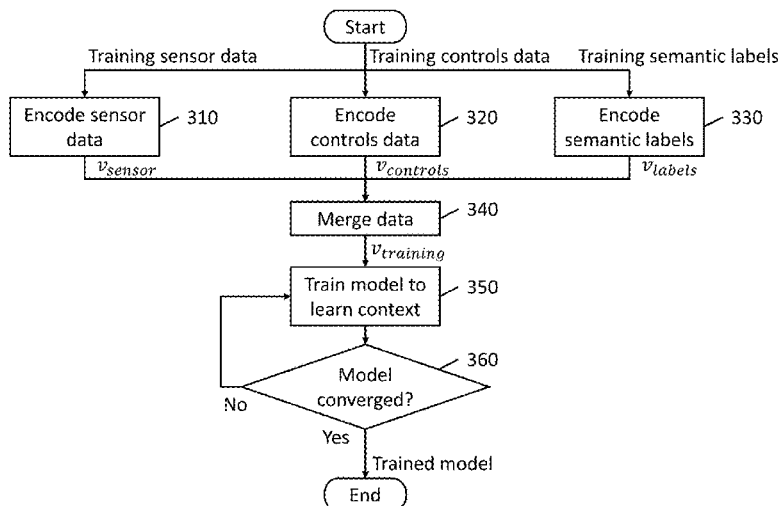 Start
Training sensor data
Training controls data
Training semantic labels
Encode sensor
data
310
Encode
controls data
320
Encode
semantic labels
330
v_sensor
v_controls
v_labels
Merge data
340
v_training
Train model to
learn context
350
360
Model
converged?
No
Yes
Trained model
End